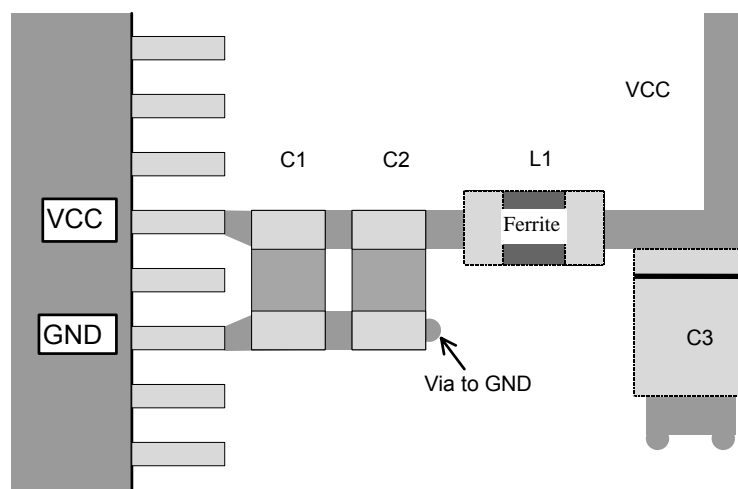 VCC
C1
C2
L1
VCC
Ferrite
GND
C3
Via to GND